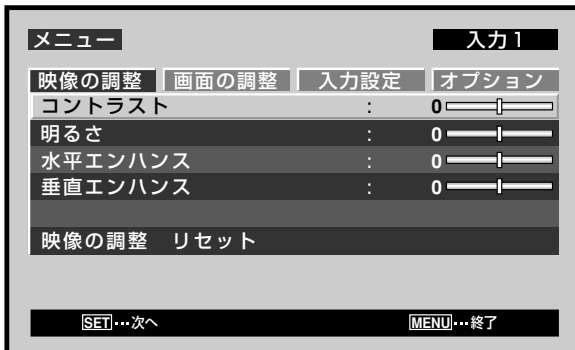 メニュー 入力1
映像の調整 画面の調整 入力設定 オプション
コントラスト : 0
明るさ : 0
水平エンハンス : 0
垂直エンハンス : 0
映像の調整 リセット
SET…次へ MENU…終了